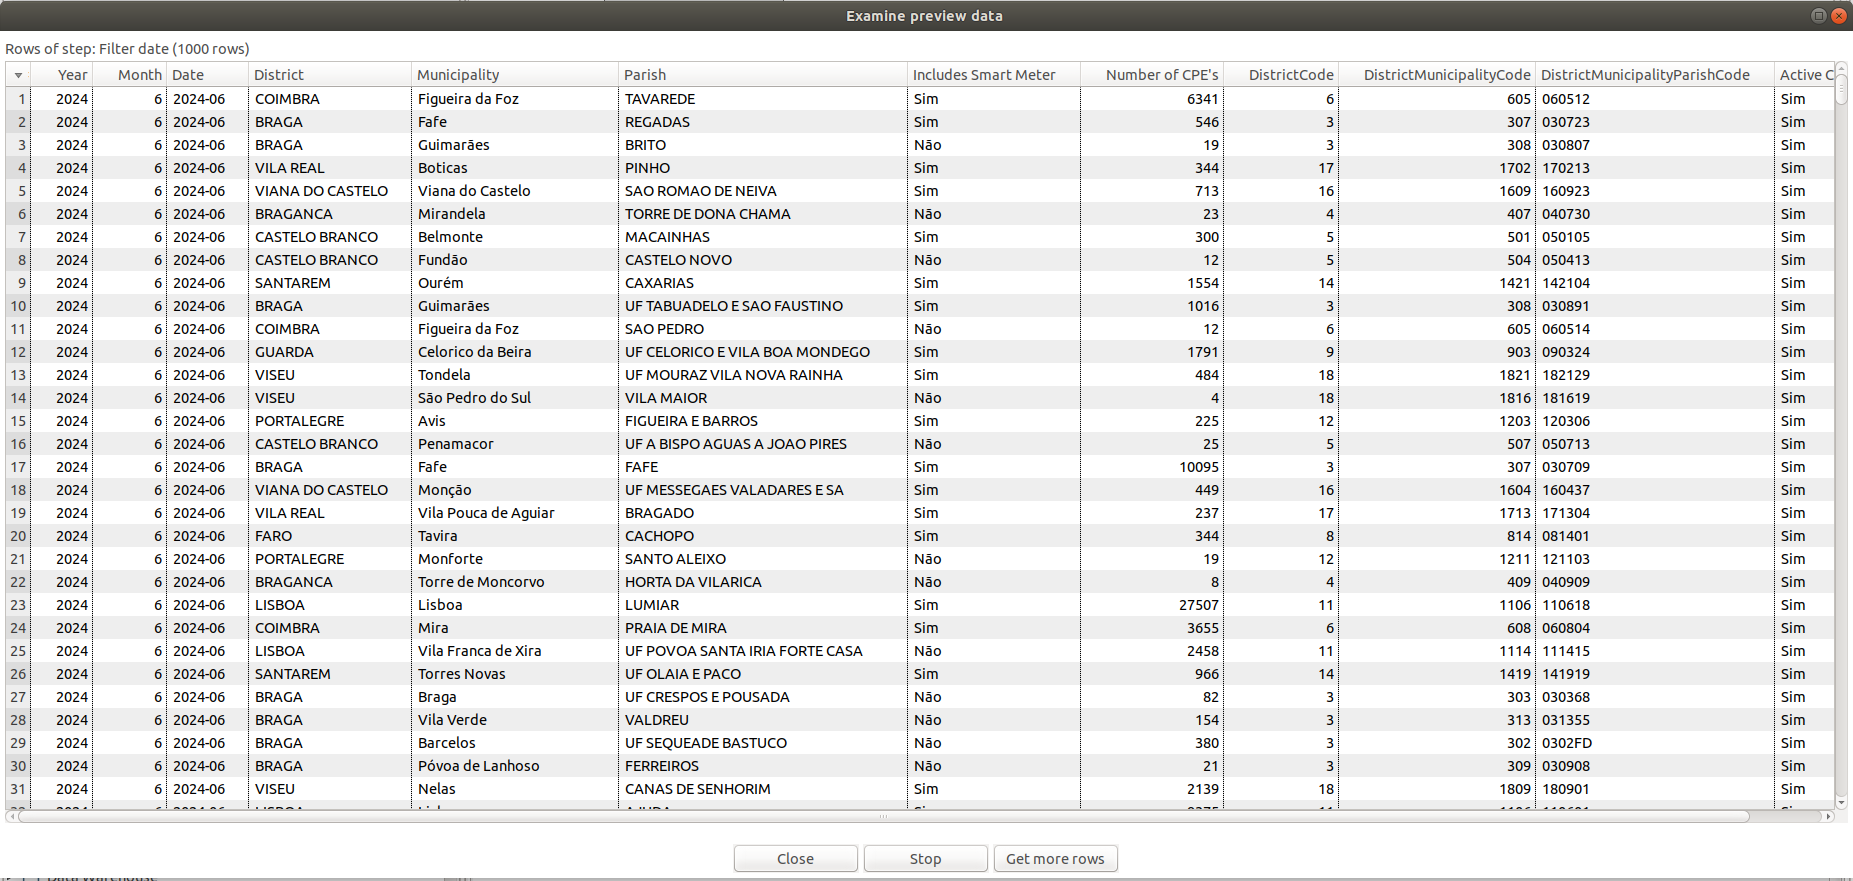 Examine preview data
Rows of step: Filter date (1000 rows)
Year Month Date District Municipality Parish Includes Smart Meter Number of CPE's DistrictCode DistrictMunicipalityCode DistrictMunicipalityParishCode Active C
1 2024 6 2024-06 COIMBRA Figueira da Foz TAVAREDE Sim 6341 6 605 060512 Sim
2 2024 6 2024-06 BRAGA Fafe REGADAS Sim 546 3 307 030723 Sim
3 2024 6 2024-06 BRAGA Guimarães BRITO Não 19 3 308 030807 Sim
4 2024 6 2024-06 VILA REAL Boticas PINHO Sim 344 17 1702 170213 Sim
5 2024 6 2024-06 VIANA DO CASTELO Viana do Castelo SAO ROMAO DE NEIVA Sim 713 16 1609 160923 Sim
6 2024 6 2024-06 BRAGANCA Mirandela TORRE DE DONA CHAMA Não 23 4 407 040730 Sim
7 2024 6 2024-06 CASTELO BRANCO Belmonte MACAINHAS Sim 300 5 501 050105 Sim
8 2024 6 2024-06 CASTELO BRANCO Fundão CASTELO NOVO Não 12 5 504 050413 Sim
9 2024 6 2024-06 SANTAREM Ourém CAXARIAS Sim 1554 14 1421 142104 Sim
10 2024 6 2024-06 BRAGA Guimarães UF TABUADELO E SAO FAUSTINO Sim 1016 3 308 030891 Sim
11 2024 6 2024-06 COIMBRA Figueira da Foz SAO PEDRO Não 12 6 605 060514 Sim
12 2024 6 2024-06 GUARDA Celorico da Beira UF CELORICO E VILA BOA MONDEGO Sim 1791 9 903 090324 Sim
13 2024 6 2024-06 VISEU Tondela UF MOURAZ VILA NOVA RAINHA Sim 484 18 1821 182129 Sim
14 2024 6 2024-06 VISEU São Pedro do Sul VILA MAIOR Não 4 18 1816 181619 Sim
15 2024 6 2024-06 PORTALEGRE Avis FIGUEIRA E BARROS Sim 225 12 1203 120306 Sim
16 2024 6 2024-06 CASTELO BRANCO Penamacor UF A BISPO AGUAS A JOAO PIRES Não 25 5 507 050713 Sim
17 2024 6 2024-06 BRAGA Fafe FAFE Sim 10095 3 307 030709 Sim
18 2024 6 2024-06 VIANA DO CASTELO Monção UF MESSEGAES VALADARES E SA Sim 449 16 1604 160437 Sim
19 2024 6 2024-06 VILA REAL Vila Pouca de Aguiar BRAGADO Sim 237 17 1713 171304 Sim
20 2024 6 2024-06 FARO Tavira CACHOPO Sim 344 8 814 081401 Sim
21 2024 6 2024-06 PORTALEGRE Monforte SANTO ALEIXO Não 19 12 1211 121103 Sim
22 2024 6 2024-06 BRAGANCA Torre de Moncorvo HORTA DA VILARICA Não 8 4 409 040909 Sim
23 2024 6 2024-06 LISBOA Lisboa LUMIAR Sim 27507 11 1106 110618 Sim
24 2024 6 2024-06 COIMBRA Mira PRAIA DE MIRA Sim 3655 6 608 060804 Sim
25 2024 6 2024-06 LISBOA Vila Franca de Xira UF POVOA SANTA IRIA FORTE CASA Não 2458 11 1114 111415 Sim
26 2024 6 2024-06 SANTAREM Torres Novas UF OLAIA E PACO Sim 966 14 1419 141919 Sim
27 2024 6 2024-06 BRAGA Braga UF CRESPOS E POUSADA Não 82 3 303 030368 Sim
28 2024 6 2024-06 BRAGA Vila Verde VALDREU Não 154 3 313 031355 Sim
29 2024 6 2024-06 BRAGA Barcelos UF SEQUEADE BASTUCO Não 380 3 302 0302FD Sim
30 2024 6 2024-06 BRAGA Póvoa de Lanhoso FERREIROS Não 21 3 309 030908 Sim
31 2024 6 2024-06 VISEU Nelas CANAS DE SENHORIM Sim 2139 18 1809 180901 Sim
Close Stop Get more rows